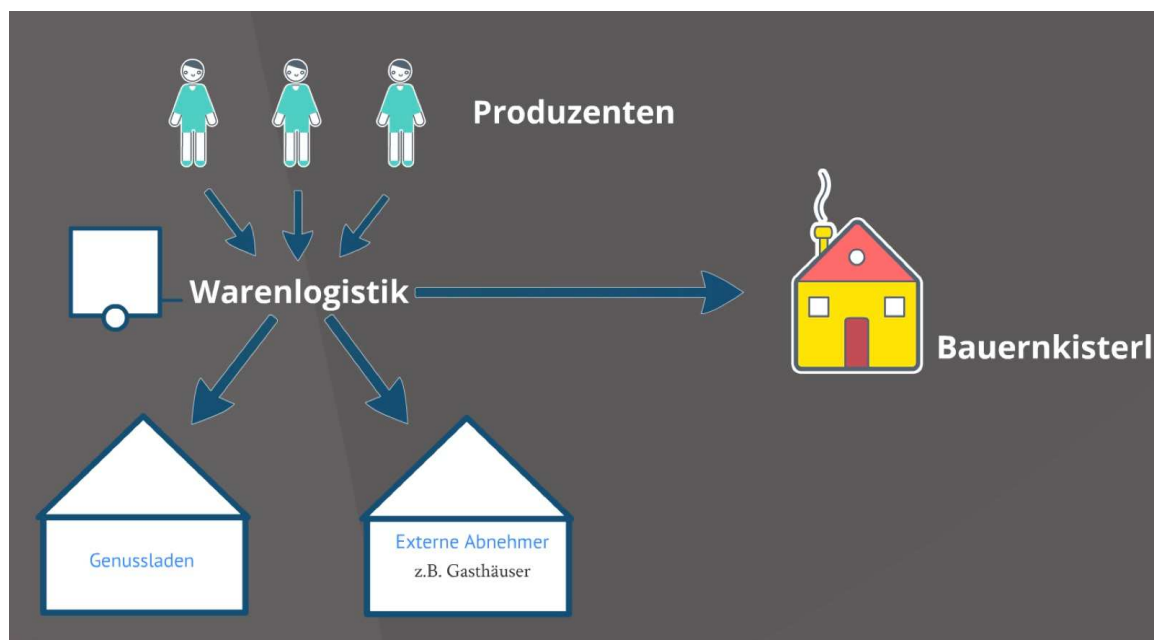 Produzenten
Warenlogistik
Bauernkisterl
Genussladen
Externe Abnehmer
z.B. Gasthäuser